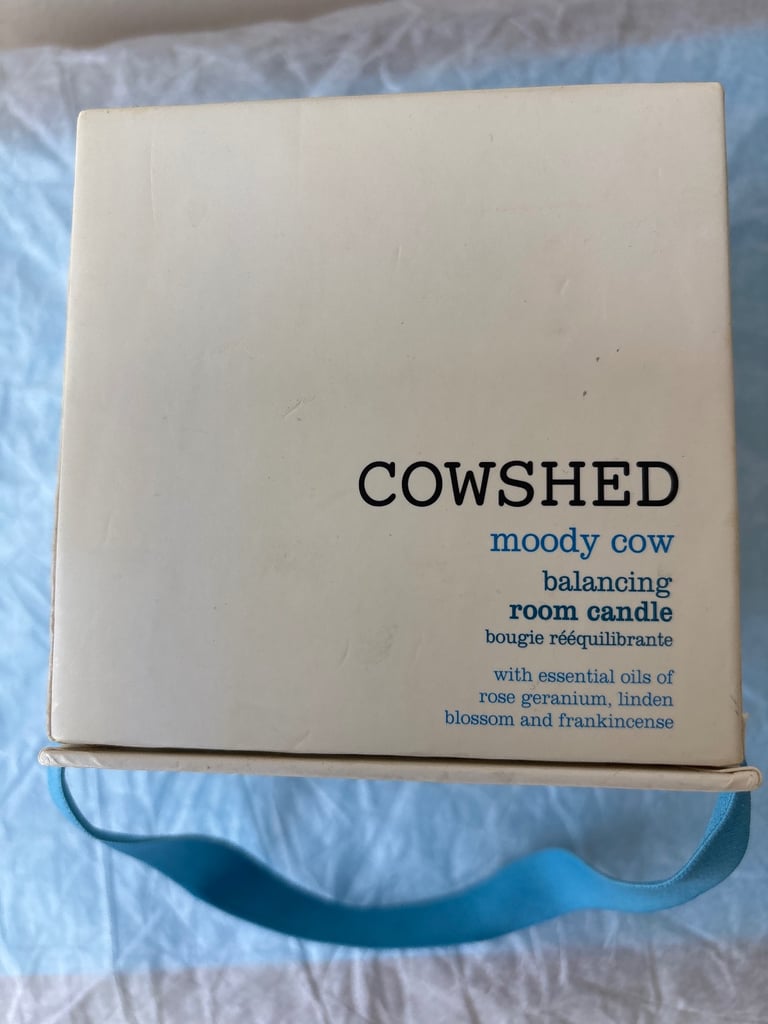 COWSHED
moody cow
balancing
room candle
bougie rééquilibrante
with essential oils of
rose geranium, linden
blossom and frankincense